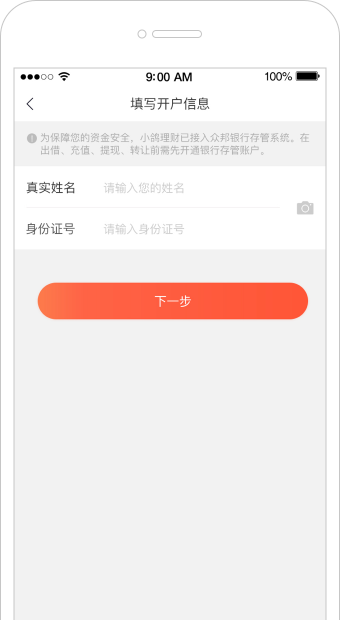 9:00 AM
100%
填写开户信息
为保障您的资金安全，小鸽理财已接入众邦银行存管系统。在
出借、充值、提现、转让前需先开通银行存管账户。
真实姓名 请输入您的姓名
身份证号 请输入身份证号
下一步